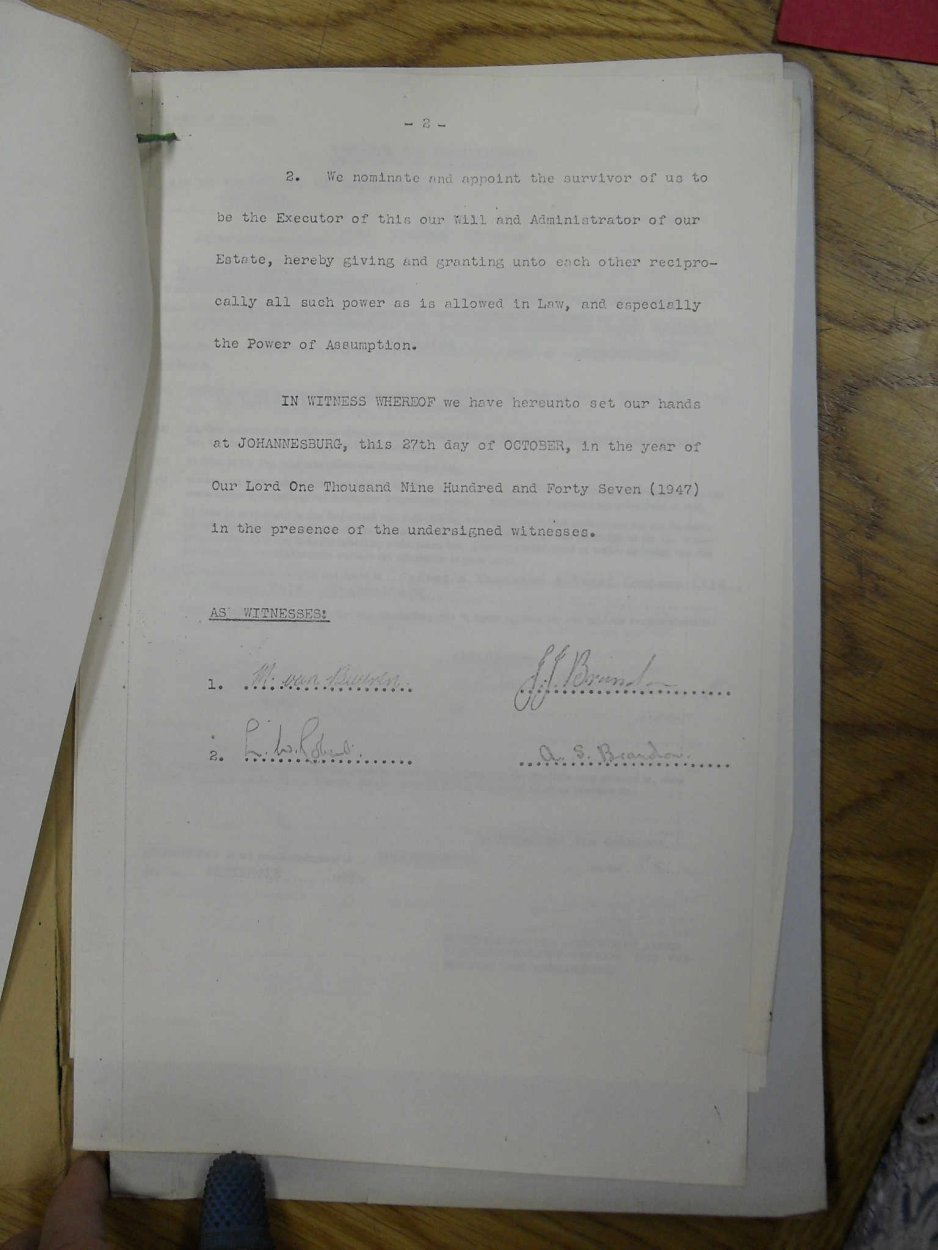 - 2 -
2. We nominate and appoint the survivor of us to
be the Executor of this our Will and Administrator of our
Estate, hereby giving and granting unto each other recipro-
cally all such power as is allowed in Law, and especially
the Power of Assumption.
IN WITNESS WHEREOF we have hereunto set our hands
at JOHANNESBURG, this 27th day of OCTOBER, in the year of
Our Lord One Thousand Nine Hundred and Forty Seven (1947)
in the presence of the undersigned witnesses.
AS WITNESSES:
1. M. van J.J. Brandon
2. L. W. A. S. Brandon.